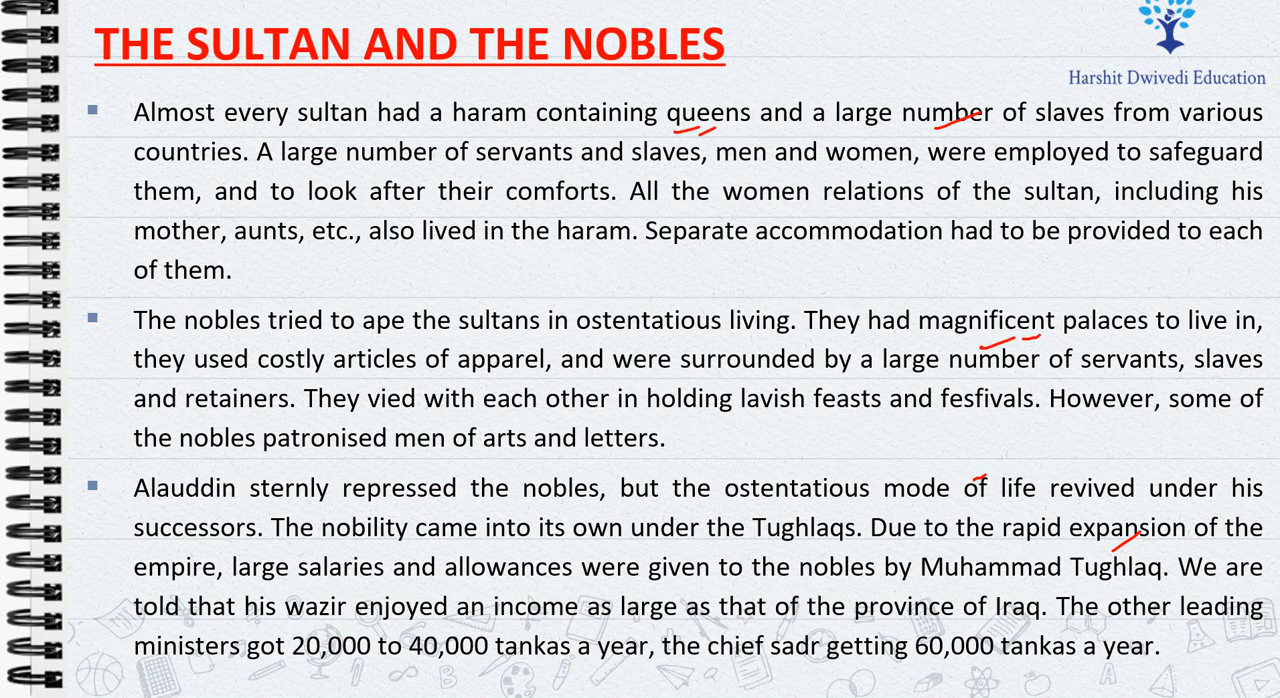 THE SULTAN AND THE NOBLES
Harshit Dwivedi Education
▪ Almost every sultan had a haram containing queens and a large number of slaves from various
countries. A large number of servants and slaves, men and women, were employed to safeguard
them, and to look after their comforts. All the women relations of the sultan, including his
mother, aunts, etc., also lived in the haram. Separate accommodation had to be provided to each
of them.
▪ The nobles tried to ape the sultans in ostentatious living. They had magnificent palaces to live in,
they used costly articles of apparel, and were surrounded by a large number of servants, slaves
and retainers. They vied with each other in holding lavish feasts and fesfivals. However, some of
the nobles patronised men of arts and letters.
▪ Alauddin sternly repressed the nobles, but the ostentatious mode of life revived under his
successors. The nobility came into its own under the Tughlaqs. Due to the rapid expansion of the
empire, large salaries and allowances were given to the nobles by Muhammad Tughlaq. We are
told that his wazir enjoyed an income as large as that of the province of Iraq. The other leading
ministers got 20,000 to 40,000 tankas a year, the chief sadr getting 60,000 tankas a year.